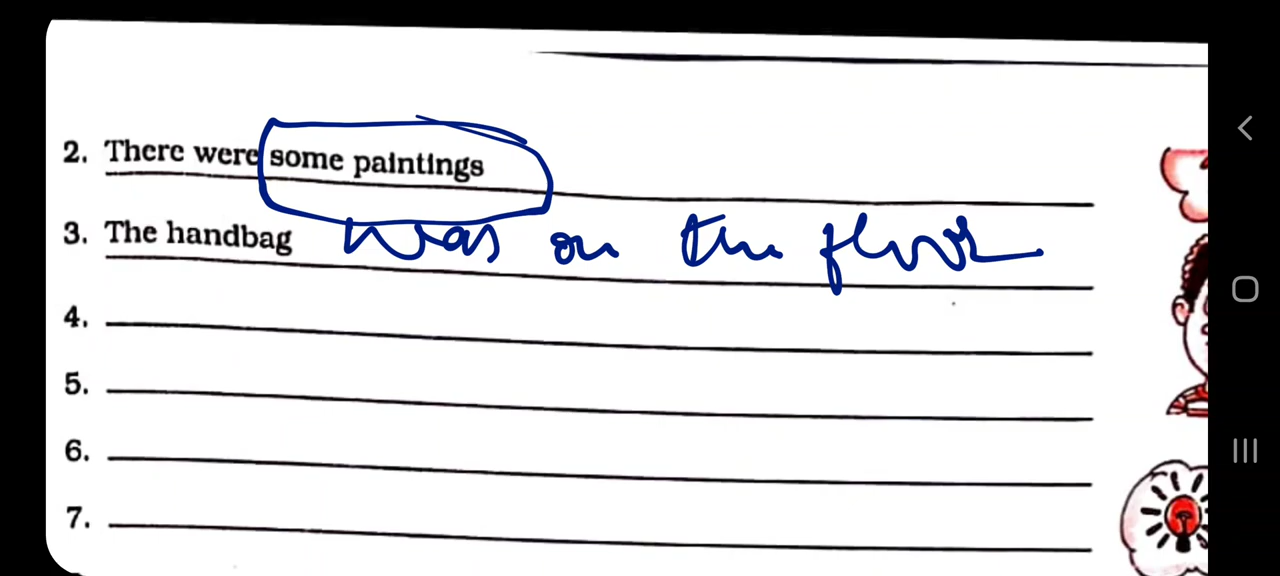 2. There were some paintings
3. The handbag was on the floor
4.
5.
6.
7.